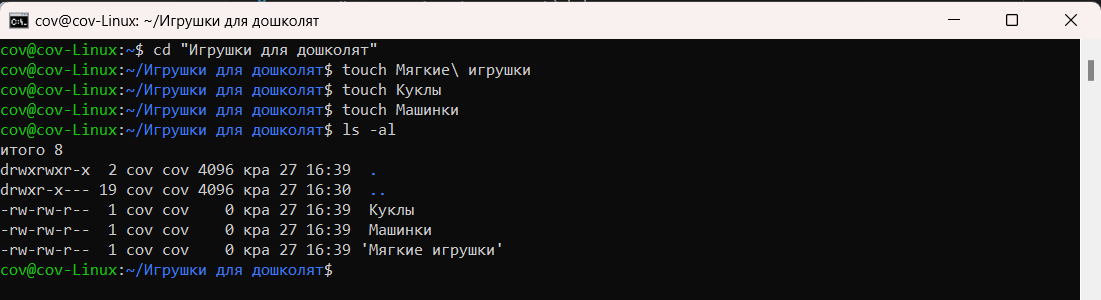 cov@cov-Linux: ~/Игрушки для дошколят
cov@cov-Linux:~$ cd "Игрушки для дошколят"
cov@cov-Linux:~/Игрушки для дошколят$ touch Мягкие\ игрушки
cov@cov-Linux:~/Игрушки для дошколят$ touch Куклы
cov@cov-Linux:~/Игрушки для дошколят$ touch Машинки
cov@cov-Linux:~/Игрушки для дошколят$ ls -al
итого 8
drwxrwxr-x  2 cov cov 4096 кра 27 16:39  .
drwxr-x--- 19 cov cov 4096 кра 27 16:30  ..
-rw-rw-r--  1 cov cov    0 кра 27 16:39  Куклы
-rw-rw-r--  1 cov cov    0 кра 27 16:39  Машинки
-rw-rw-r--  1 cov cov    0 кра 27 16:39 'Мягкие игрушки'
cov@cov-Linux:~/Игрушки для дошколят$